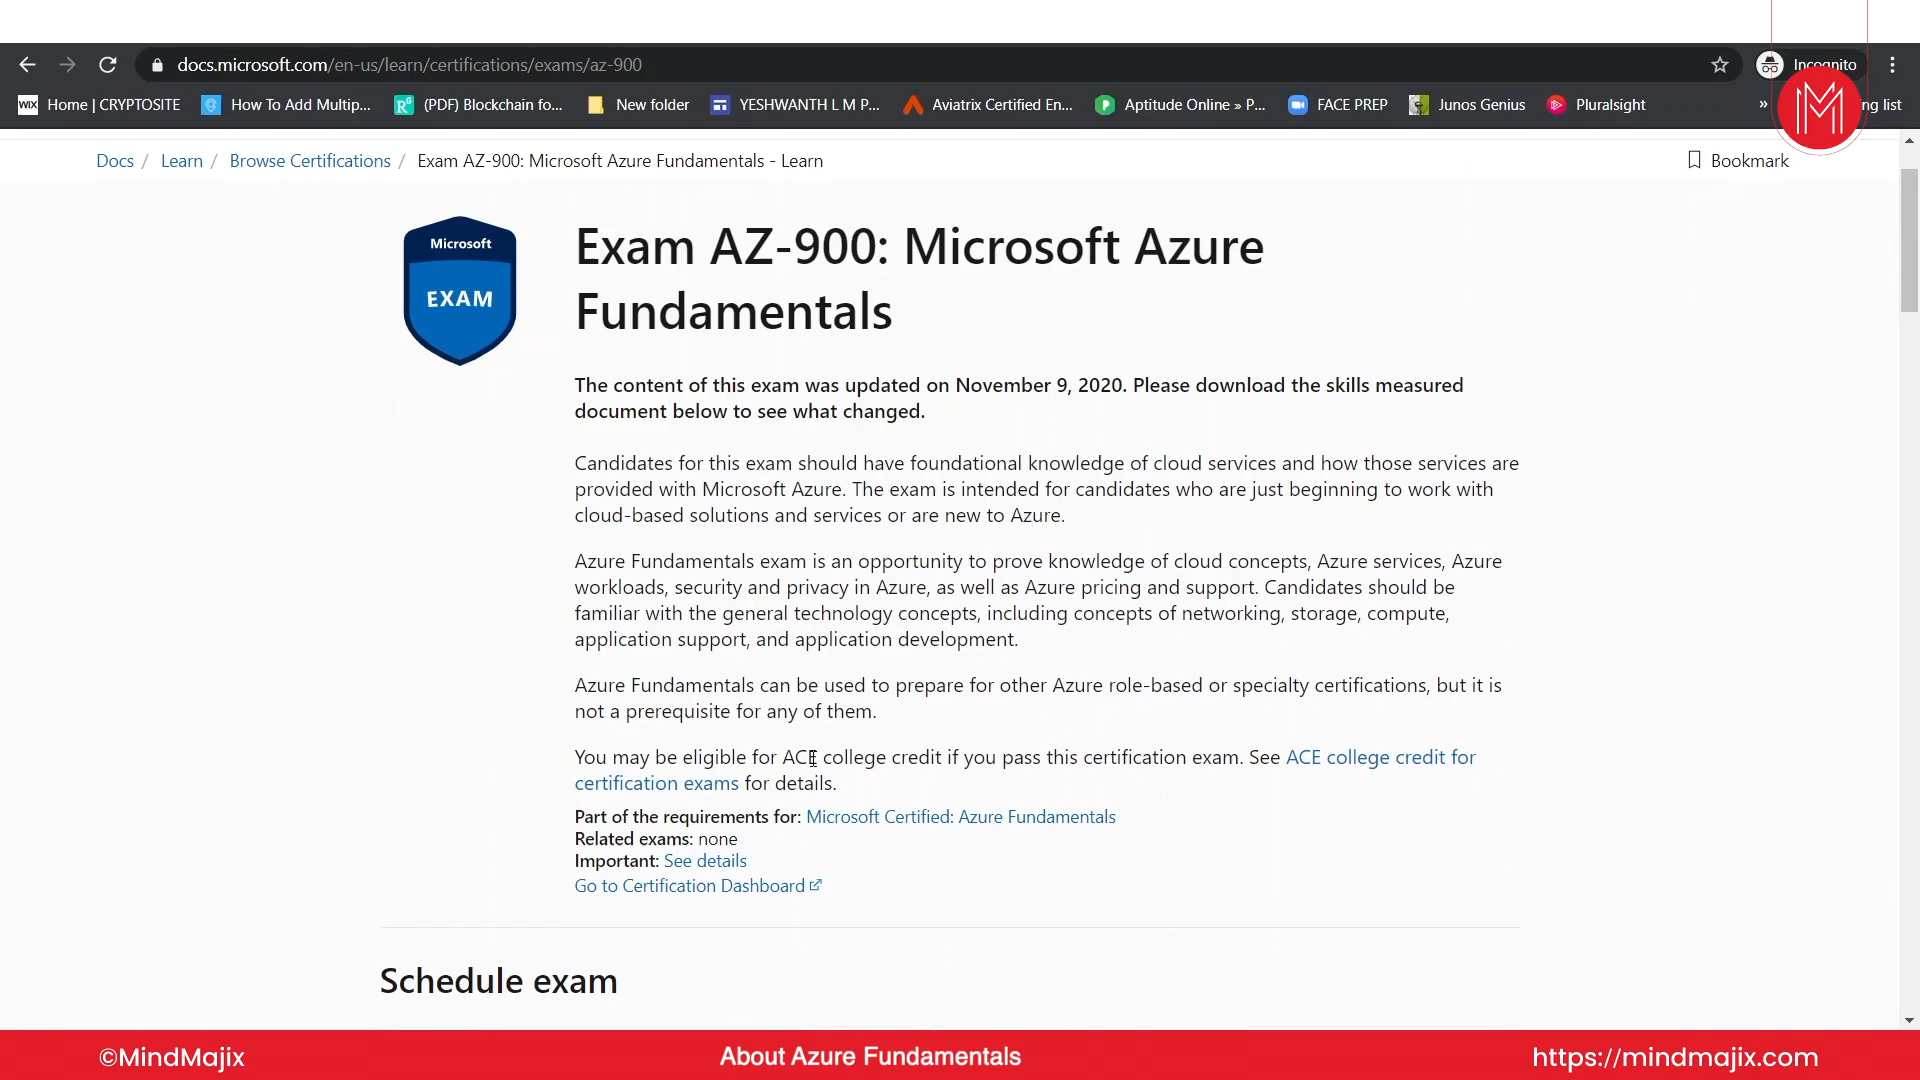 docs.microsoft.com/en-us/learn/certifications/exams/az-900
Incognito
WIX Home | CRYPTOSITE
How To Add Multip...
(PDF) Blockchain fo...
New folder
YESHWANTH L M P...
Aviatrix Certified En...
Aptitude Online » P...
FACE PREP
Junos Genius
Pluralsight
»
ng list
Docs / Learn / Browse Certifications / Exam AZ-900: Microsoft Azure Fundamentals - Learn
Bookmark
Microsoft
EXAM
Exam AZ-900: Microsoft Azure
Fundamentals
The content of this exam was updated on November 9, 2020. Please download the skills measured
document below to see what changed.
Candidates for this exam should have foundational knowledge of cloud services and how those services are
provided with Microsoft Azure. The exam is intended for candidates who are just beginning to work with
cloud-based solutions and services or are new to Azure.
Azure Fundamentals exam is an opportunity to prove knowledge of cloud concepts, Azure services, Azure
workloads, security and privacy in Azure, as well as Azure pricing and support. Candidates should be
familiar with the general technology concepts, including concepts of networking, storage, compute,
application support, and application development.
Azure Fundamentals can be used to prepare for other Azure role-based or specialty certifications, but it is
not a prerequisite for any of them.
You may be eligible for ACE college credit if you pass this certification exam. See ACE college credit for
certification exams for details.
Part of the requirements for: Microsoft Certified: Azure Fundamentals
Related exams: none
Important: See details
Go to Certification Dashboard
Schedule exam
©MindMajix
About Azure Fundamentals
https://mindmajix.com